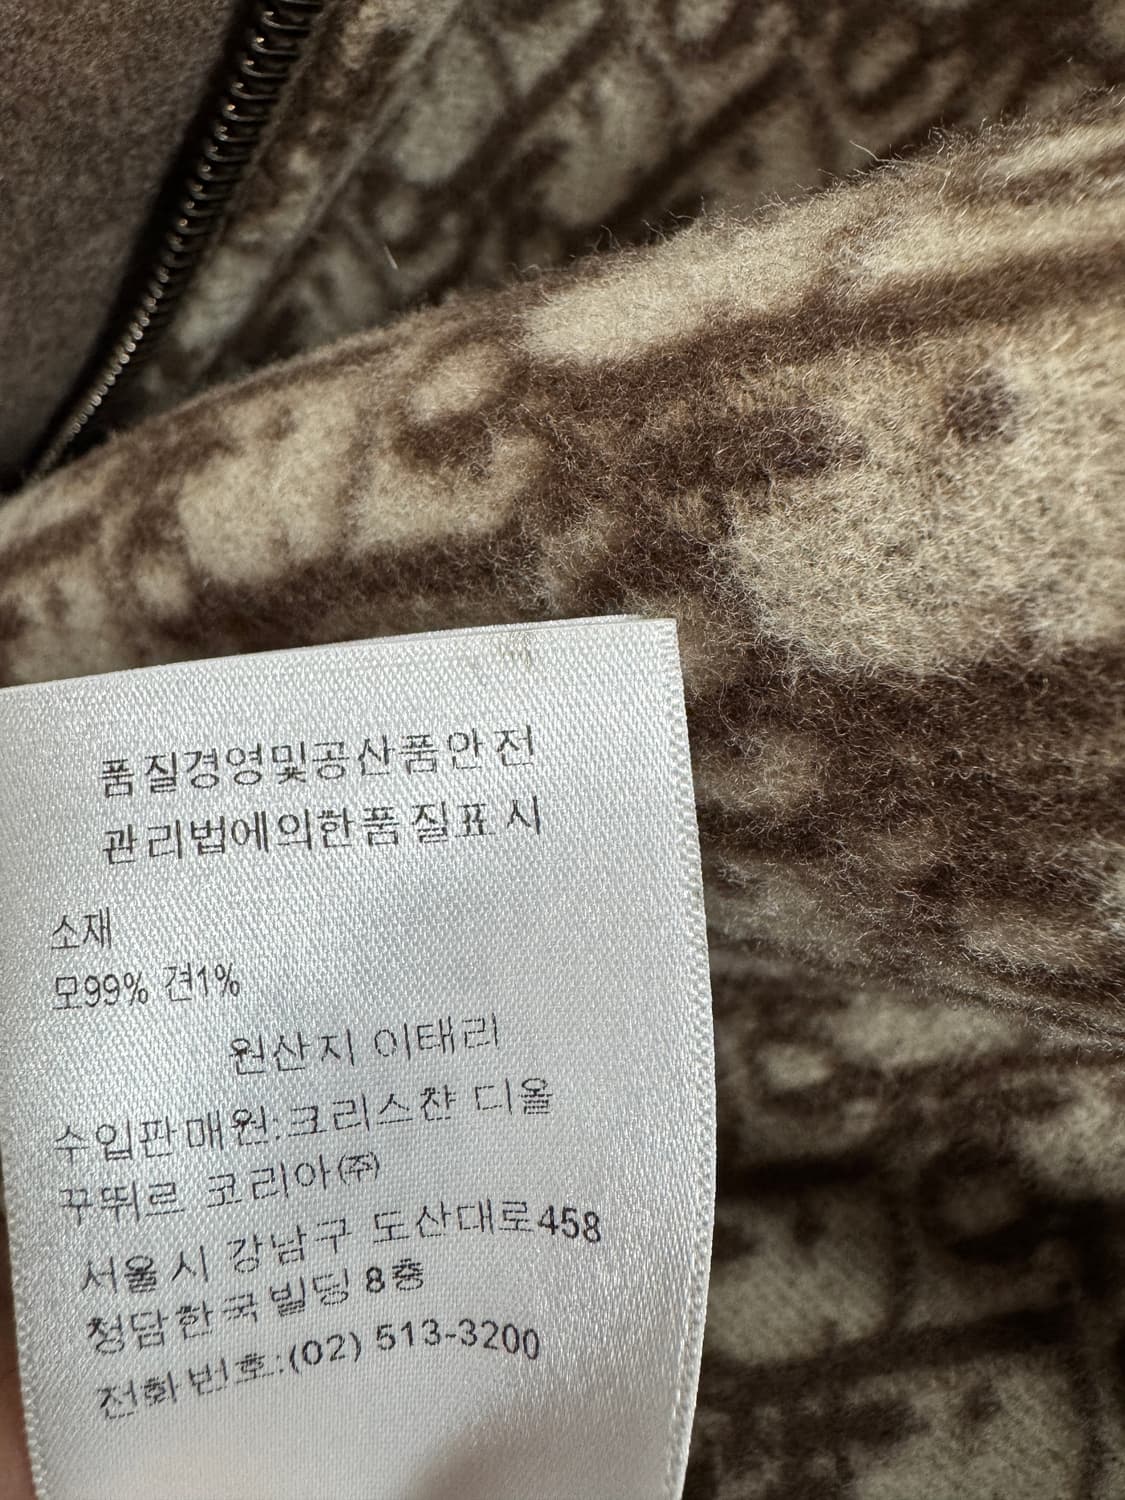 품질경영및공산품안전
관리법에의한품질표시
소재
모99% 견1%
원산지 이태리
수입판매원:크리스챤 디올
꾸뛰르 코리아㈜
서울시 강남구 도산대로458
청담한국빌딩 8층
전화번호:(02) 513-3200